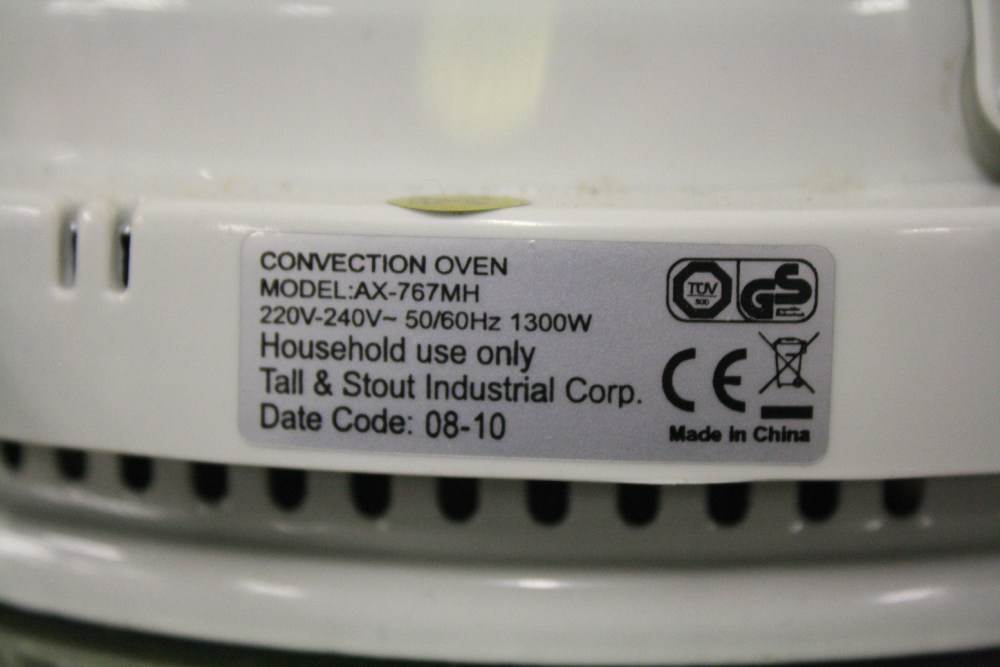 CONVECTION OVEN
MODEL:AX-767MH
220V-240V~ 50/60Hz 1300W
Household use only
Tall & Stout Industrial Corp.
Date Code: 08-10
TÜV
SÜD
GS
CE
Made in China